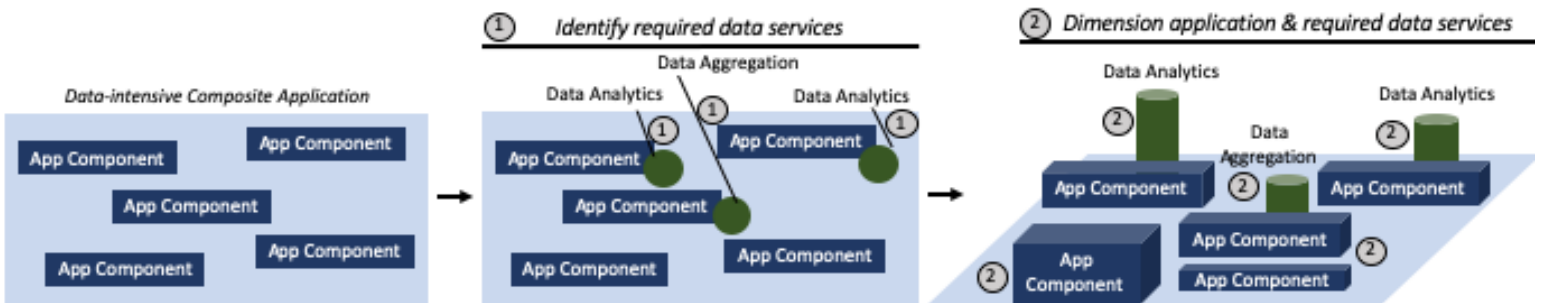 Data-intensive Composite Application
App Component
App Component
App Component
App Component
App Component
1
Identify required data services
Data Aggregation
Data Analytics
Data Analytics
1
1
1
App Component
App Component
App Component
App Component
App Component
2
Dimension application & required data services
Data Analytics
Data Analytics
2
2
Data
Aggregation
2
App Component
App Component
App Component
2
App
Component
2
App Component